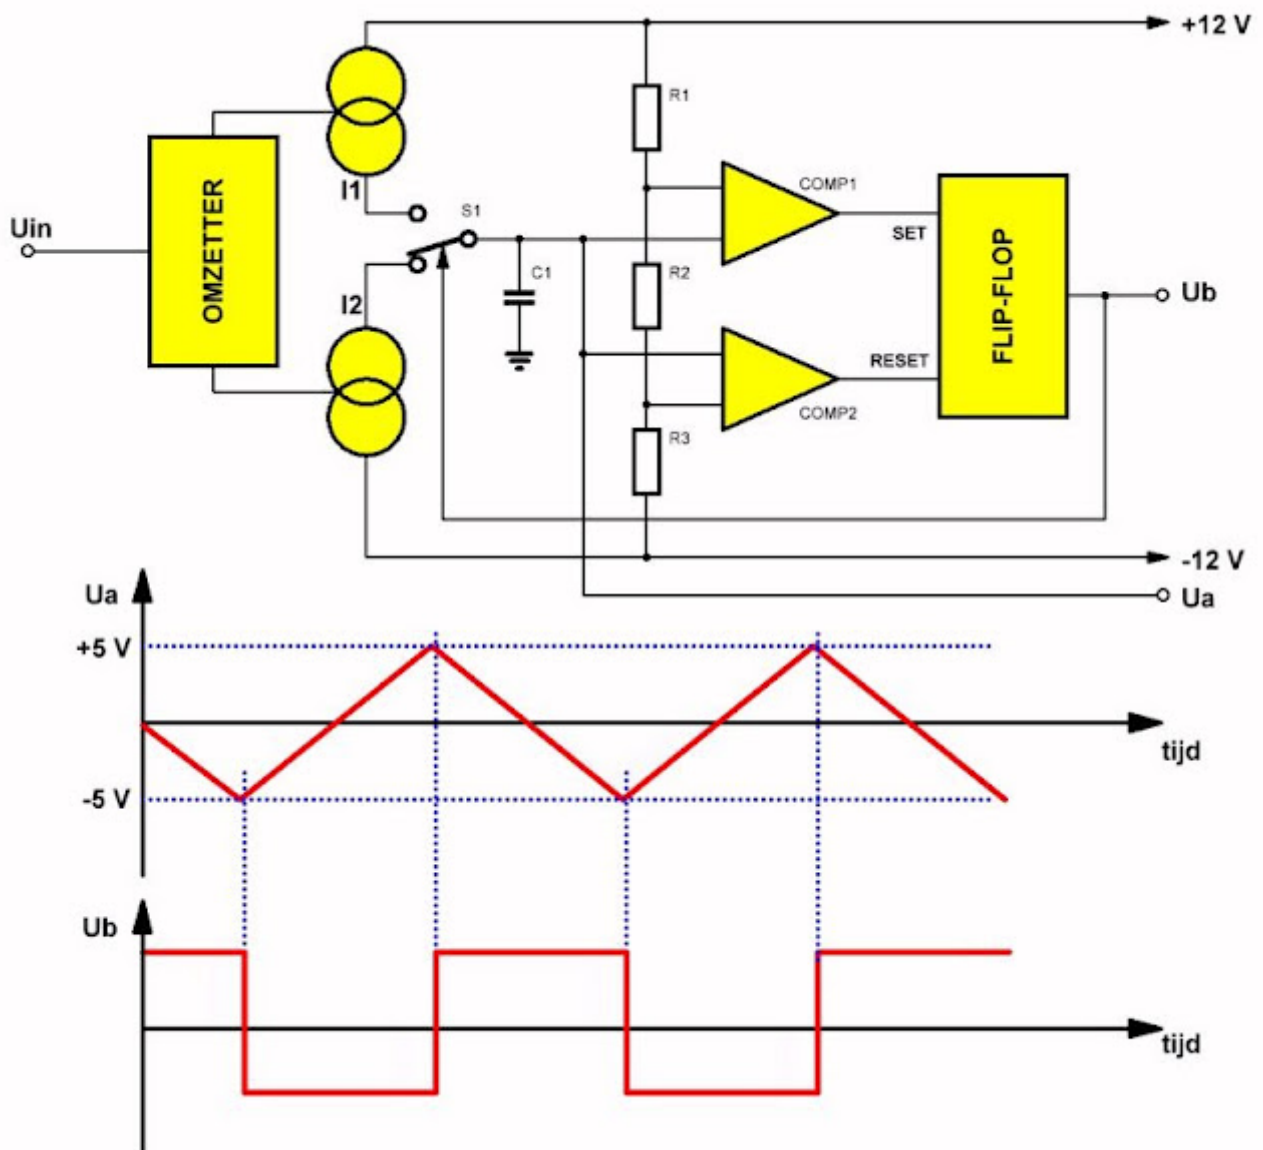 +12 V
R1
COMP1
I1
S1
SET
Uin
OMZETTER
C1
R2
FLIP-FLOP
Ub
I2
RESET
COMP2
R3
-12 V
Ua
Ua
+5 V
tijd
-5 V
Ub
tijd